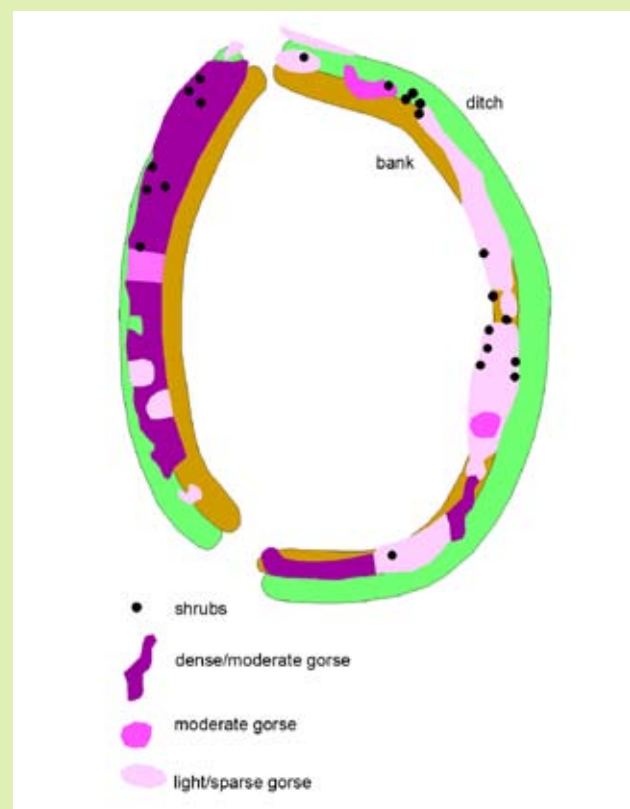 ditch
bank
shrubs
dense/moderate gorse
moderate gorse
light/sparse gorse